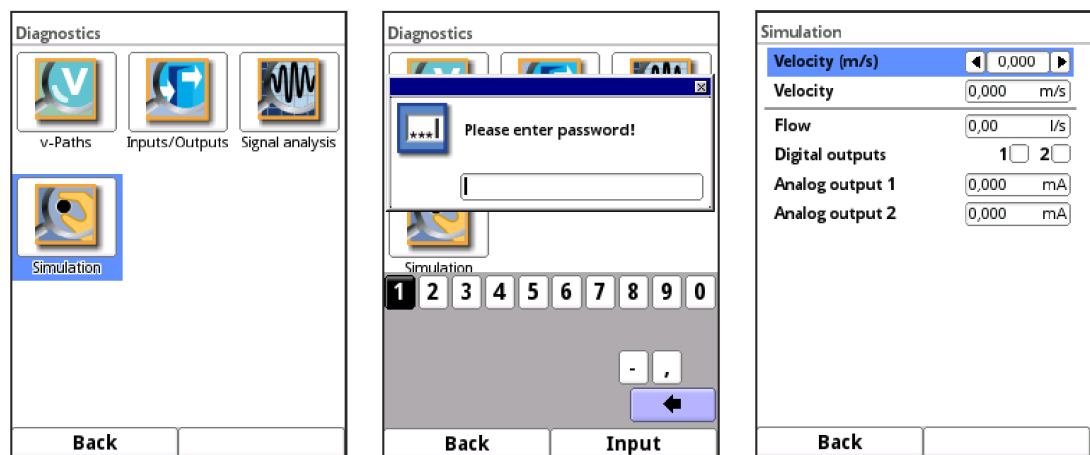 Diagnostics
v-Paths Inputs/Outputs Signal analysis
Simulation
Back
Diagnostics
Please enter password!
Simulation
1 2 3 4 5 6 7 8 9 0
- ,
Back Input
Simulation
Velocity (m/s) 0,000
Velocity 0,000 m/s
Flow 0,00 l/s
Digital outputs 1 2
Analog output 1 0,000 mA
Analog output 2 0,000 mA
Back